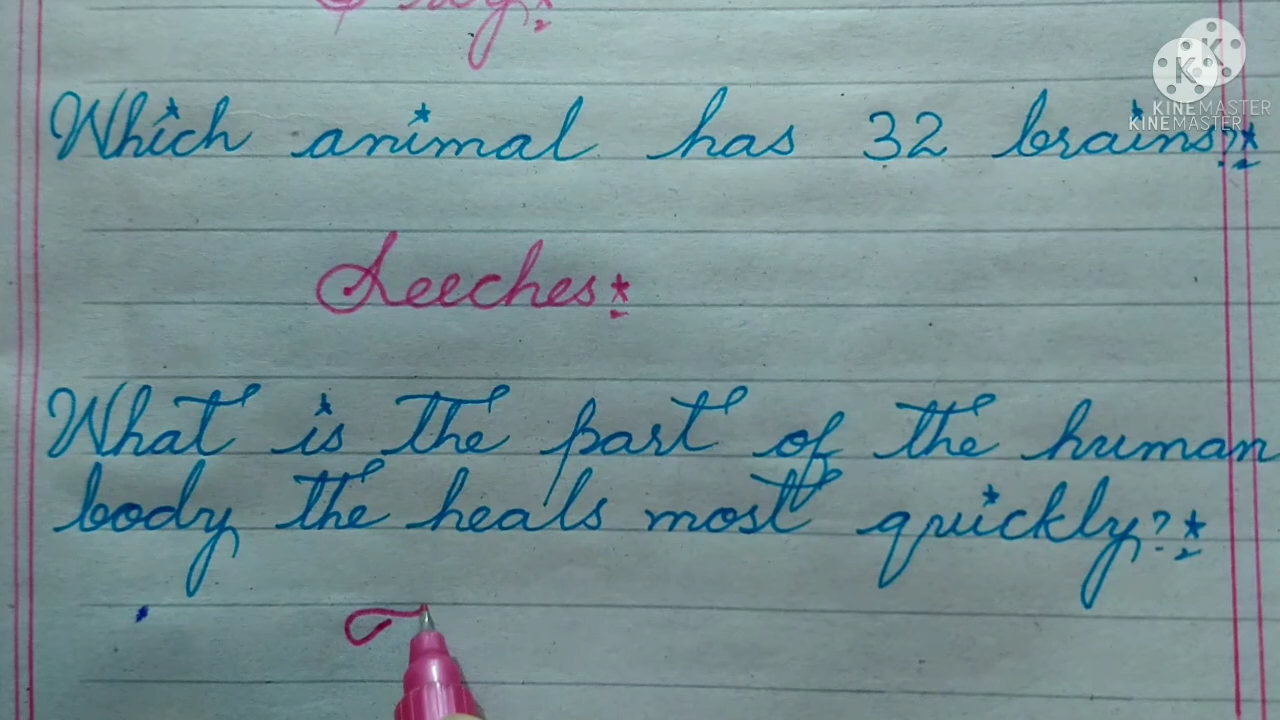 Which animal has 32 brains?
Leeches
What is the part of the human
body the heals most quickly?
KINEMASTER
KINEMASTER